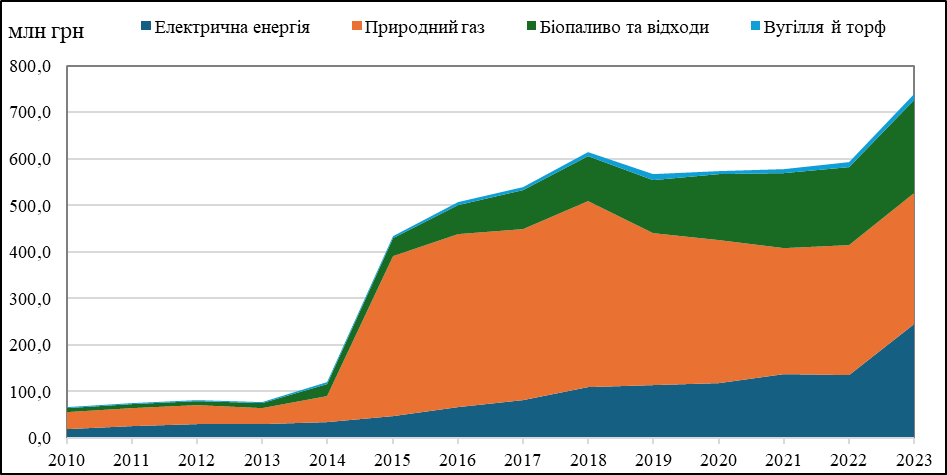 млн грн
Електрична енергія
Природний газ
Біопаливо та відходи
Вугілля й торф
800,0
700,0
600,0
500,0
400,0
300,0
200,0
100,0
0,0
2010 2011 2012 2013 2014 2015 2016 2017 2018 2019 2020 2021 2022 2023